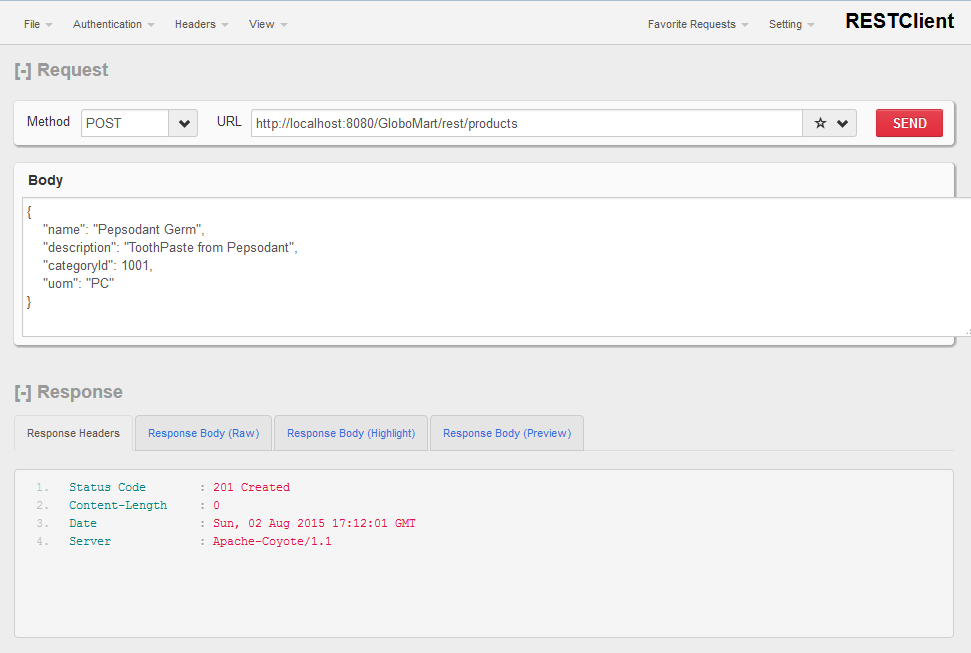 File Authentication Headers View Favorite Requests Setting RESTClient
[-] Request
Method POST URL http://localhost:8080/GloboMart/rest/products SEND
Body
{
"name": "Pepsodant Germ",
"description": "ToothPaste from Pepsodant",
"categoryId": 1001,
"uom": "PC"
}
[-] Response
Response Headers Response Body (Raw) Response Body (Highlight) Response Body (Preview)
1. Status Code : 201 Created
2. Content-Length : 0
3. Date : Sun, 02 Aug 2015 17:12:01 GMT
4. Server : Apache-Coyote/1.1